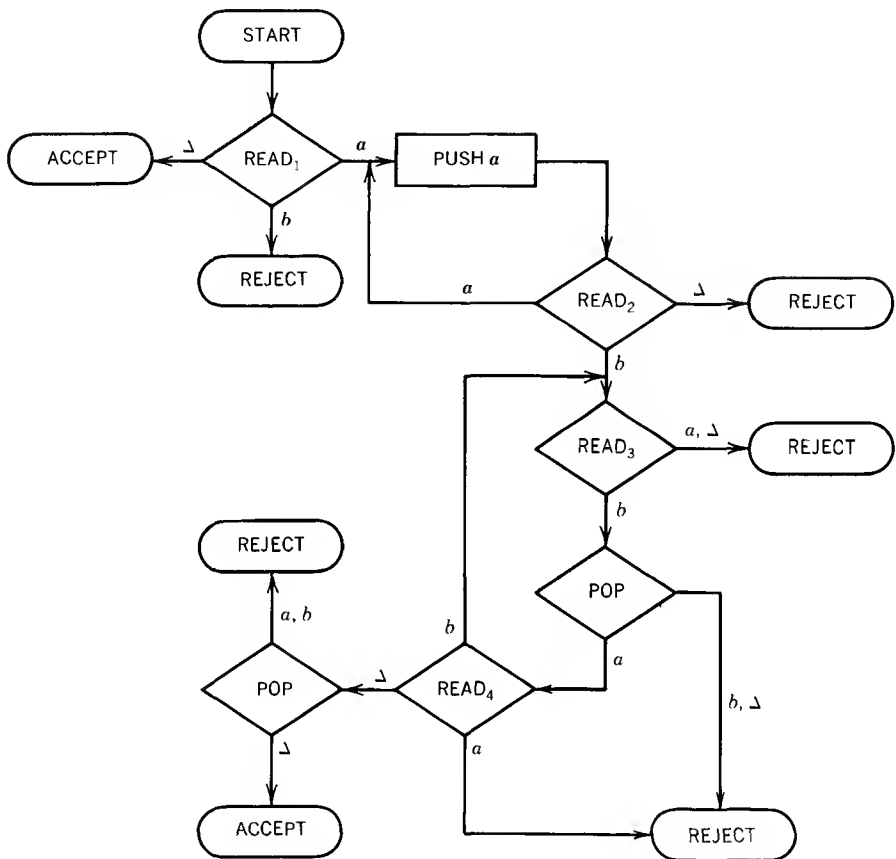 START
ACCEPT
Δ
READ₁
a
PUSH a
b
REJECT
a
READ₂
Δ
REJECT
b
READ₃
a, Δ
REJECT
b
REJECT
POP
a, b
b
a
POP
Δ
READ₄
b, Δ
Δ
a
ACCEPT
REJECT